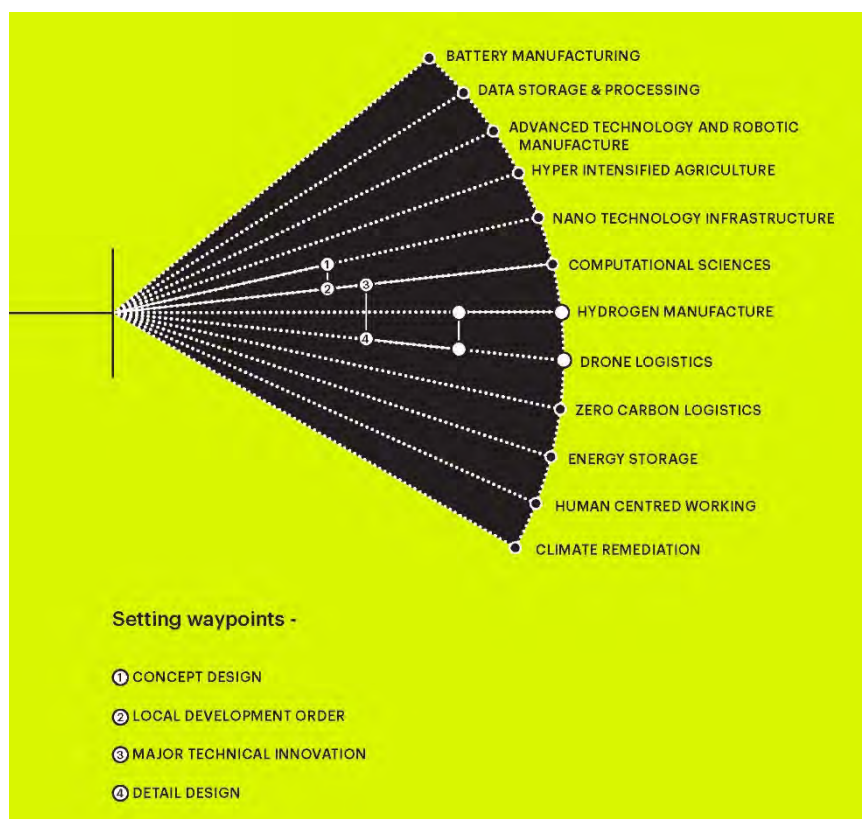 BATTERY MANUFACTURING
DATA STORAGE & PROCESSING
ADVANCED TECHNOLOGY AND ROBOTIC
MANUFACTURE
HYPER INTENSIFIED AGRICULTURE
NANO TECHNOLOGY INFRASTRUCTURE
1
COMPUTATIONAL SCIENCES
2
3
HYDROGEN MANUFACTURE
4
DRONE LOGISTICS
ZERO CARBON LOGISTICS
ENERGY STORAGE
HUMAN CENTRED WORKING
CLIMATE REMEDIATION
Setting waypoints -
1 CONCEPT DESIGN
2 LOCAL DEVELOPMENT ORDER
3 MAJOR TECHNICAL INNOVATION
4 DETAIL DESIGN